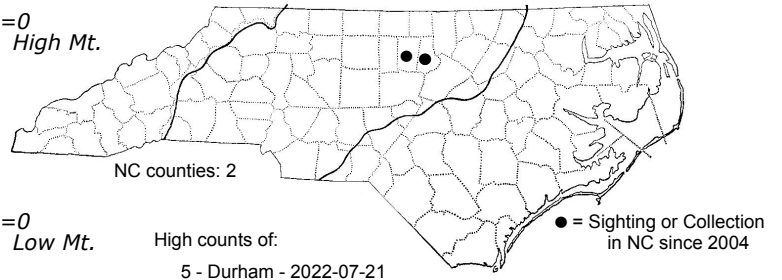 =0
High Mt.
NC counties: 2
=0
Low Mt.
High counts of:
5 - Durham - 2022-07-21
● = Sighting or Collection
in NC since 2004